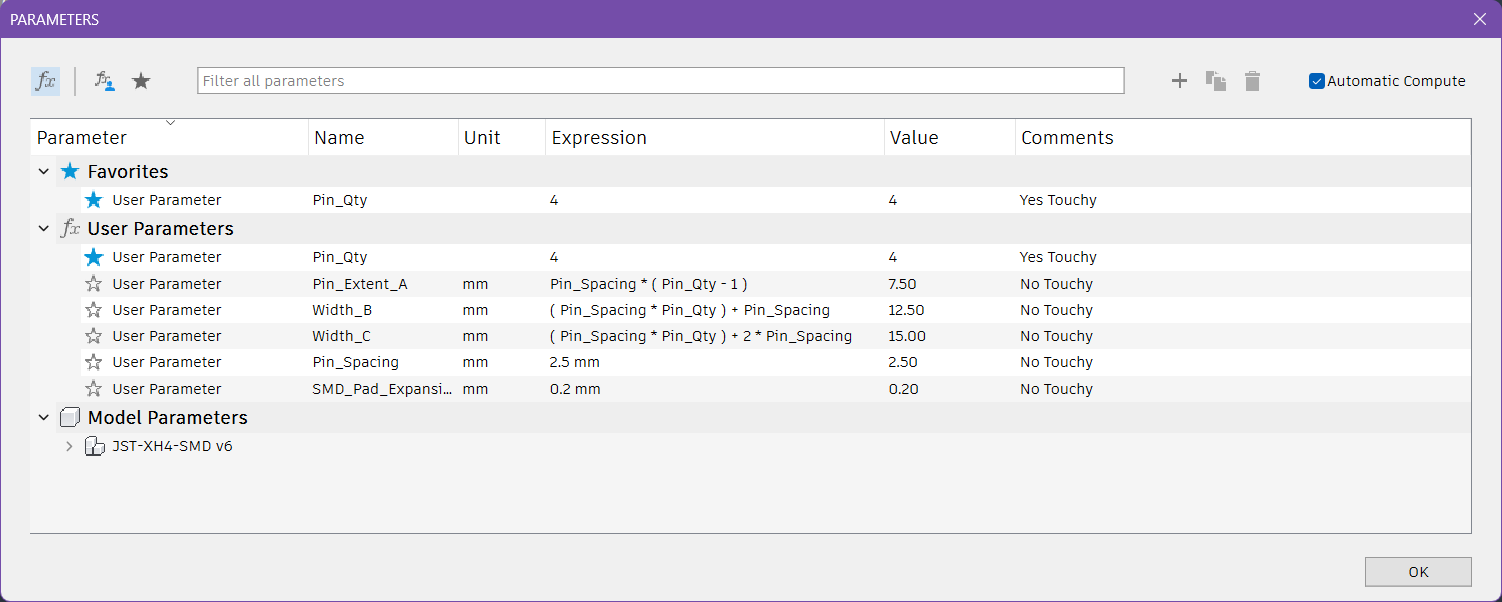 PARAMETERS
fx fx Filter all parameters Automatic Compute
Parameter Name Unit Expression Value Comments
Favorites
User Parameter Pin_Qty 4 4 Yes Touchy
fx User Parameters
User Parameter Pin_Qty 4 4 Yes Touchy
User Parameter Pin_Extent_A mm Pin_Spacing * ( Pin_Qty - 1 ) 7.50 No Touchy
User Parameter Width_B mm ( Pin_Spacing * Pin_Qty ) + Pin_Spacing 12.50 No Touchy
User Parameter Width_C mm ( Pin_Spacing * Pin_Qty ) + 2 * Pin_Spacing 15.00 No Touchy
User Parameter Pin_Spacing mm 2.5 mm 2.50 No Touchy
User Parameter SMD_Pad_Expansi... mm 0.2 mm 0.20 No Touchy
Model Parameters
JST-XH4-SMD v6
OK